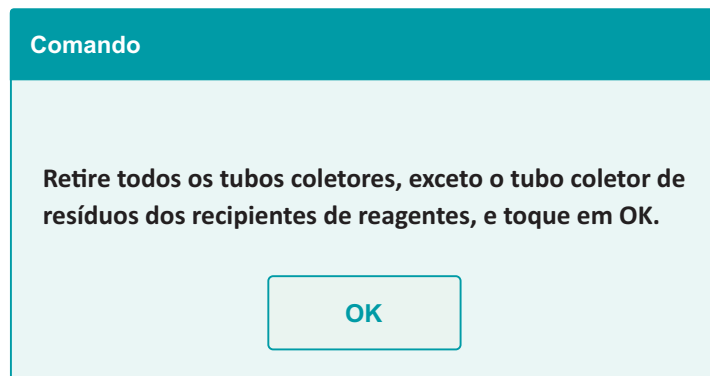 Comando
Retire todos os tubos coletores, exceto o tubo coletor de
resíduos dos recipientes de reagentes, e toque em OK.
OK